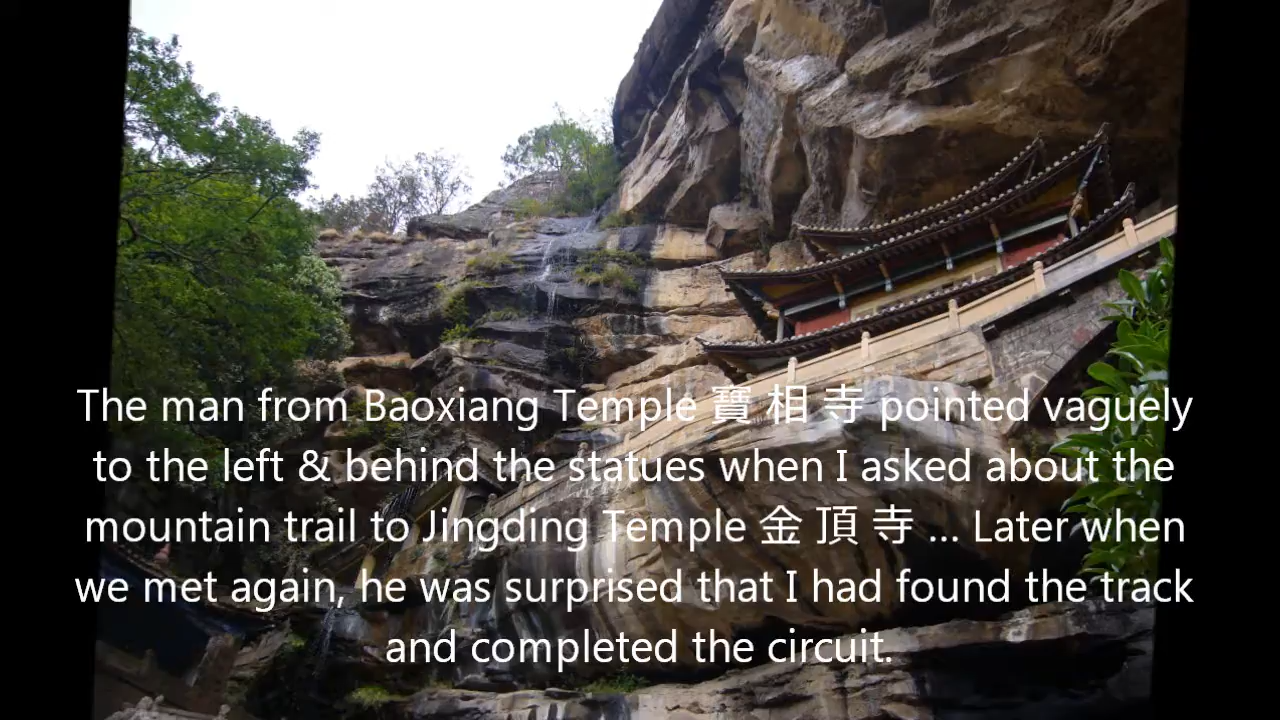 The man from Baoxiang Temple 寶 相 寺 pointed vaguely
to the left & behind the statues when I asked about the
mountain trail to Jingding Temple 金 頂 寺 ... Later when
we met again, he was surprised that I had found the track
and completed the circuit.